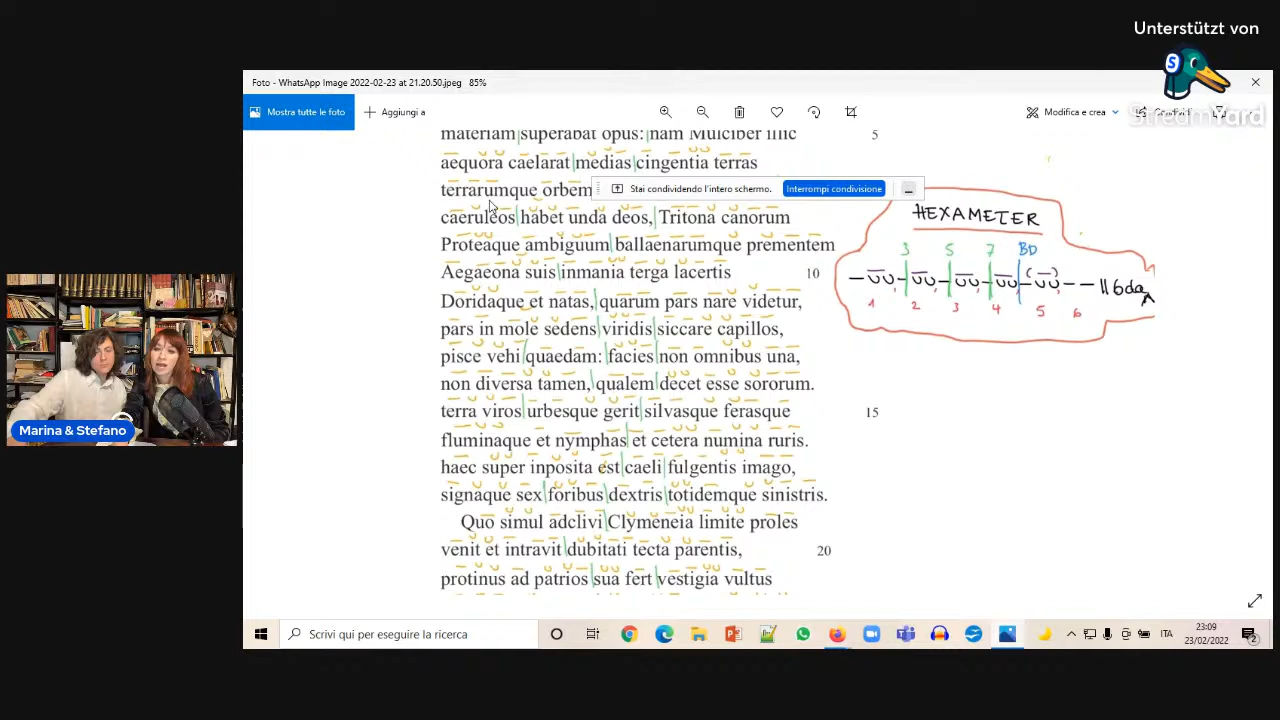 Unterstützt von
StreamYard
Foto - WhatsApp Image 2022-02-23 at 21.20.50.jpeg 85%
Mostra tutte le foto
Aggiungi a
Modifica e crea
materiam superabat opus: nam Mulciber illic 5
aequora caelarat medias cingentia terras
terrarumque orbem
Stai condividendo l'intero schermo. Interrompi condivisione
caeruleos habet unda deos, Tritona canorum
Proteaque ambiguum ballaenarumque prementem
Aegaeona suis inmania terga lacertis 10
Doridaque et natas, quarum pars nare videtur,
pars in mole sedens viridis siccare capillos,
pisce vehi quaedam: facies non omnibus una,
non diversa tamen, qualem decet esse sororum.
terra viros urbesque gerit silvasque ferasque 15
fluminaque et nymphas et cetera numina ruris.
haec super inposita est caeli fulgentis imago,
signaque sex foribus dextris totidemque sinistris.
Quo simul adclivi Clymeneia limite proles
venit et intravit dubitati tecta parentis, 20
protinus ad patrios sua fert vestigia vultus
HEXAMETER
3 5 7 BD
|| 6da
1 2 3 4 5 6
Marina & Stefano
Scrivi qui per eseguire la ricerca
ITA
23:09
23/02/2022
2